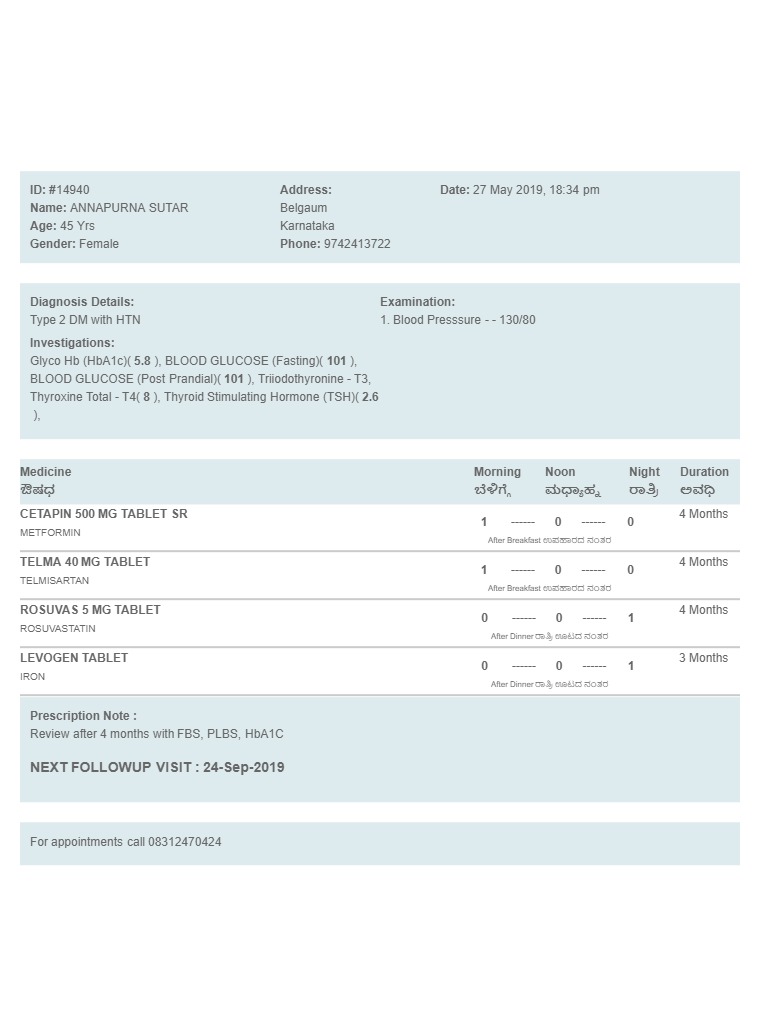 ID: #14940
Name: ANNAPURNA SUTAR
Age: 45 Yrs
Gender: Female
Address:
Belgaum
Karnataka
Phone: 9742413722
Date: 27 May 2019, 18:34 pm
Diagnosis Details:
Type 2 DM with HTN
Investigations:
Glyco Hb (HbA1c)( 5.8 ), BLOOD GLUCOSE (Fasting)( 101 ),
BLOOD GLUCOSE (Post Prandial)( 101 ), Triiodothyronine - T3,
Thyroxine Total - T4( 8 ), Thyroid Stimulating Hormone (TSH)( 2.6
),
Examination:
1. Blood Presssure - - 130/80
Medicine Morning Noon Night Duration
ಔಷಧ ಬೆಳಿಗ್ಗೆ ಮಧ್ಯಾಹ್ನ ರಾತ್ರಿ ಅವಧಿ
CETAPIN 500 MG TABLET SR 1 ------ 0 ------ 0 4 Months
METFORMIN
After Breakfast ಉಪಹಾರದ ನಂತರ
TELMA 40 MG TABLET 1 ------ 0 ------ 0 4 Months
TELMISARTAN
After Breakfast ಉಪಹಾರದ ನಂತರ
ROSUVAS 5 MG TABLET 0 ------ 0 ------ 1 4 Months
ROSUVASTATIN
After Dinner ರಾತ್ರಿ ಊಟದ ನಂತರ
LEVOGEN TABLET 0 ------ 0 ------ 1 3 Months
IRON
After Dinner ರಾತ್ರಿ ಊಟದ ನಂತರ
Prescription Note :
Review after 4 months with FBS, PLBS, HbA1C
NEXT FOLLOWUP VISIT : 24-Sep-2019
For appointments call 08312470424